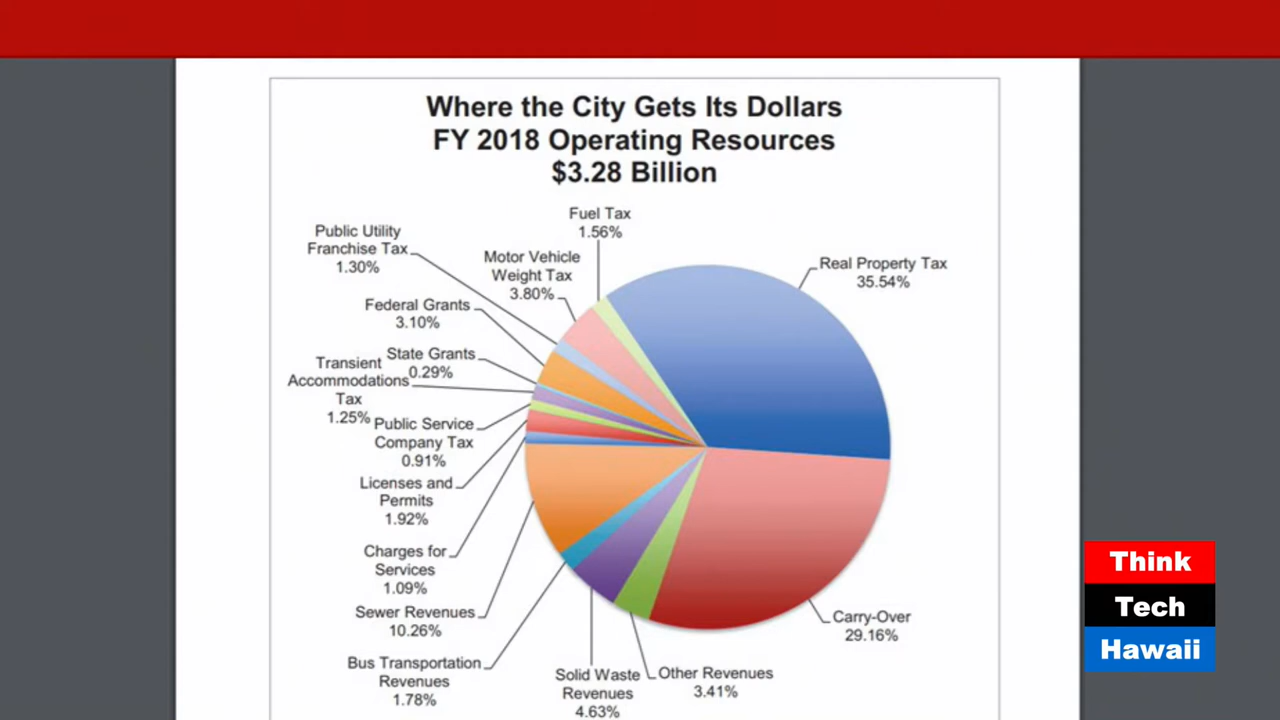 Where the City Gets Its Dollars
FY 2018 Operating Resources
$3.28 Billion
Fuel Tax
1.56%
Public Utility
Franchise Tax
1.30%
Motor Vehicle
Weight Tax
3.80%
Real Property Tax
35.54%
Federal Grants
3.10%
State Grants
0.29%
Transient
Accommodations
Tax
1.25%
Public Service
Company Tax
0.91%
Licenses and
Permits
1.92%
Charges for
Services
1.09%
Sewer Revenues
10.26%
Bus Transportation
Revenues
1.78%
Solid Waste
Revenues
4.63%
Other Revenues
3.41%
Carry-Over
29.16%
Think
Tech
Hawaii